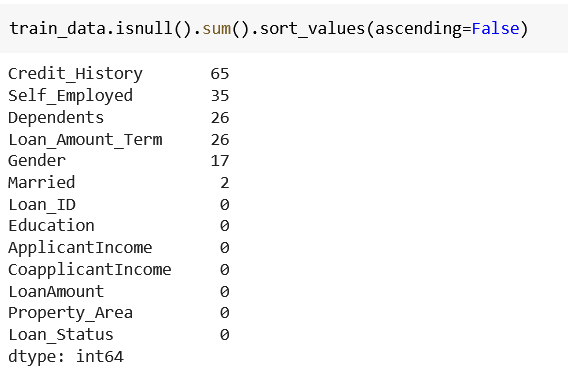 train_data.isnull().sum().sort_values(ascending=False)
Credit_History 65
Self_Employed 35
Dependents 26
Loan_Amount_Term 26
Gender 17
Married 2
Loan_ID 0
Education 0
ApplicantIncome 0
CoapplicantIncome 0
LoanAmount 0
Property_Area 0
Loan_Status 0
dtype: int64